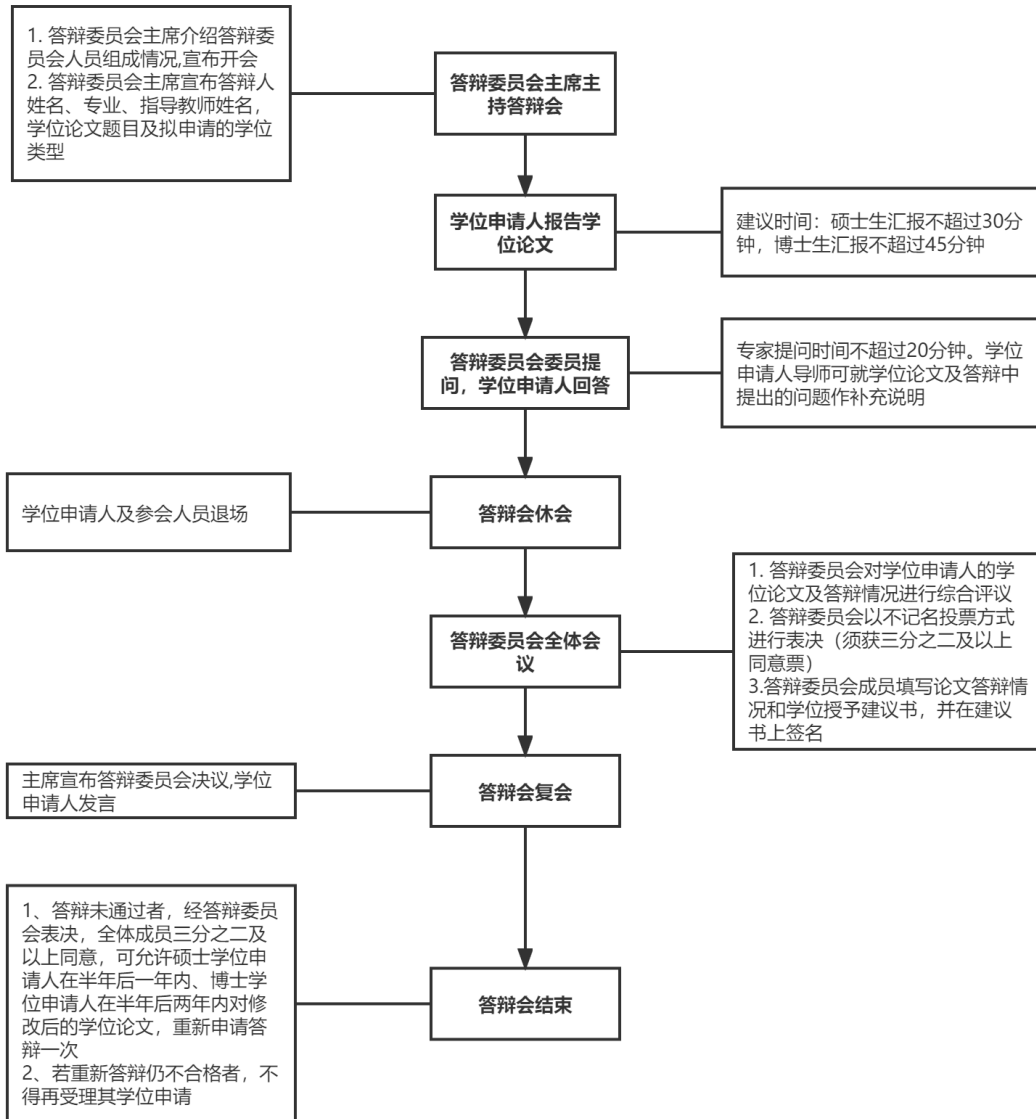 1. 答辩委员会主席介绍答辩委
员会人员组成情况,宣布开会
2. 答辩委员会主席宣布答辩人
姓名、专业、指导教师姓名，
学位论文题目及拟申请的学位
类型
答辩委员会主席主
持答辩会
学位申请人报告学
位论文
建议时间：硕士生汇报不超过30分
钟，博士生汇报不超过45分钟
答辩委员会委员提
问，学位申请人回答
专家提问时间不超过20分钟。学位
申请人导师可就学位论文及答辩中
提出的问题作补充说明
学位申请人及参会人员退场
答辩会休会
答辩委员会全体会
议
1. 答辩委员会对学位申请人的学
位论文及答辩情况进行综合评议
2. 答辩委员会以不记名投票方式
进行表决（须获三分之二及以上
同意票）
3.答辩委员会成员填写论文答辩情
况和学位授予建议书，并在建议
书上签名
主席宣布答辩委员会决议,学位
申请人发言
答辩会复会
1、答辩未通过者，经答辩委员
会表决，全体成员三分之二及
以上同意，可允许硕士学位申
请人在半年后一年内、博士学
位申请人在半年后两年内对修
改后的学位论文，重新申请答
辩一次
2、若重新答辩仍不合格者，不
得再受理其学位申请
答辩会结束